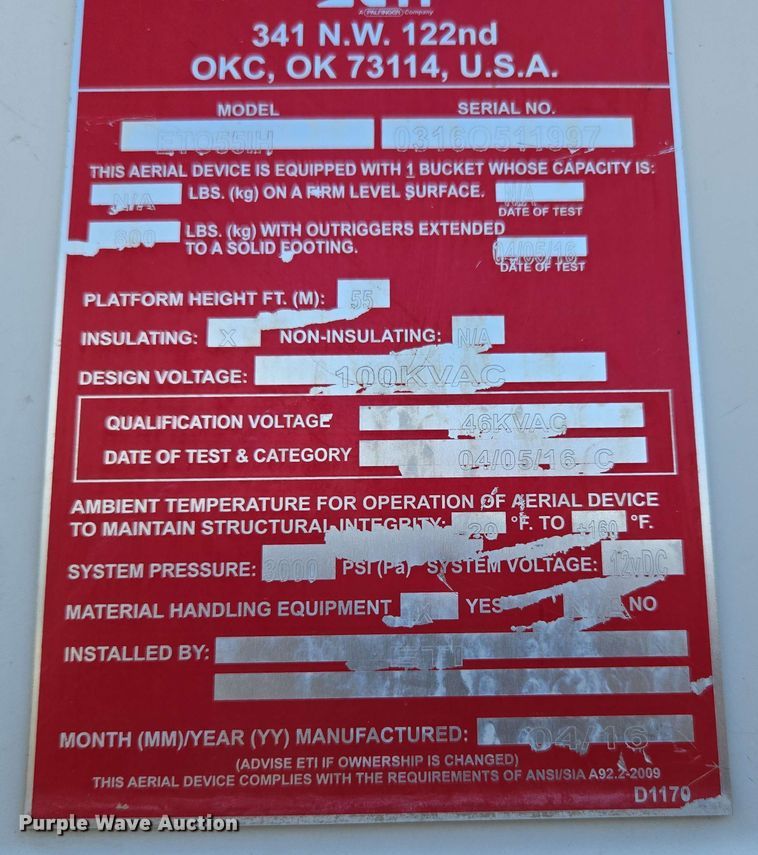 A PALFINGER Company
341 N.W. 122nd
OKC, OK 73114, U.S.A.
MODEL SERIAL NO.
ETO55IH 0316O511997
THIS AERIAL DEVICE IS EQUIPPED WITH 1 BUCKET WHOSE CAPACITY IS:
N/A LBS. (kg) ON A FIRM LEVEL SURFACE. N/A
DATE OF TEST
800 LBS. (kg) WITH OUTRIGGERS EXTENDED
TO A SOLID FOOTING. 04/05/16
DATE OF TEST
PLATFORM HEIGHT FT. (M): 55
INSULATING: X NON-INSULATING: N/A
DESIGN VOLTAGE: 100KVAC
QUALIFICATION VOLTAGE 46KVAC
DATE OF TEST & CATEGORY 04/05/16 C
AMBIENT TEMPERATURE FOR OPERATION OF AERIAL DEVICE
TO MAINTAIN STRUCTURAL INTEGRITY: °F. TO +160 °F.
SYSTEM PRESSURE: 3000 PSI (Pa) SYSTEM VOLTAGE: 12vDC
MATERIAL HANDLING EQUIPMENT X YES N/A NO
INSTALLED BY: ETI
MONTH (MM)/YEAR (YY) MANUFACTURED: 04/16
(ADVISE ETI IF OWNERSHIP IS CHANGED)
THIS AERIAL DEVICE COMPLIES WITH THE REQUIREMENTS OF ANSI/SIA A92.2-2009
D1170
Purple Wave Auction